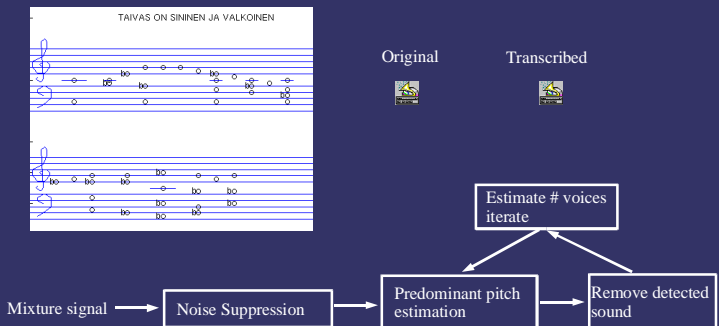 TAIVAS ON SININEN JA VALKOINEN
Original
Transcribed
Estimate # voices
iterate
Mixture signal
Noise Suppression
Predominant pitch
estimation
Remove detected
sound